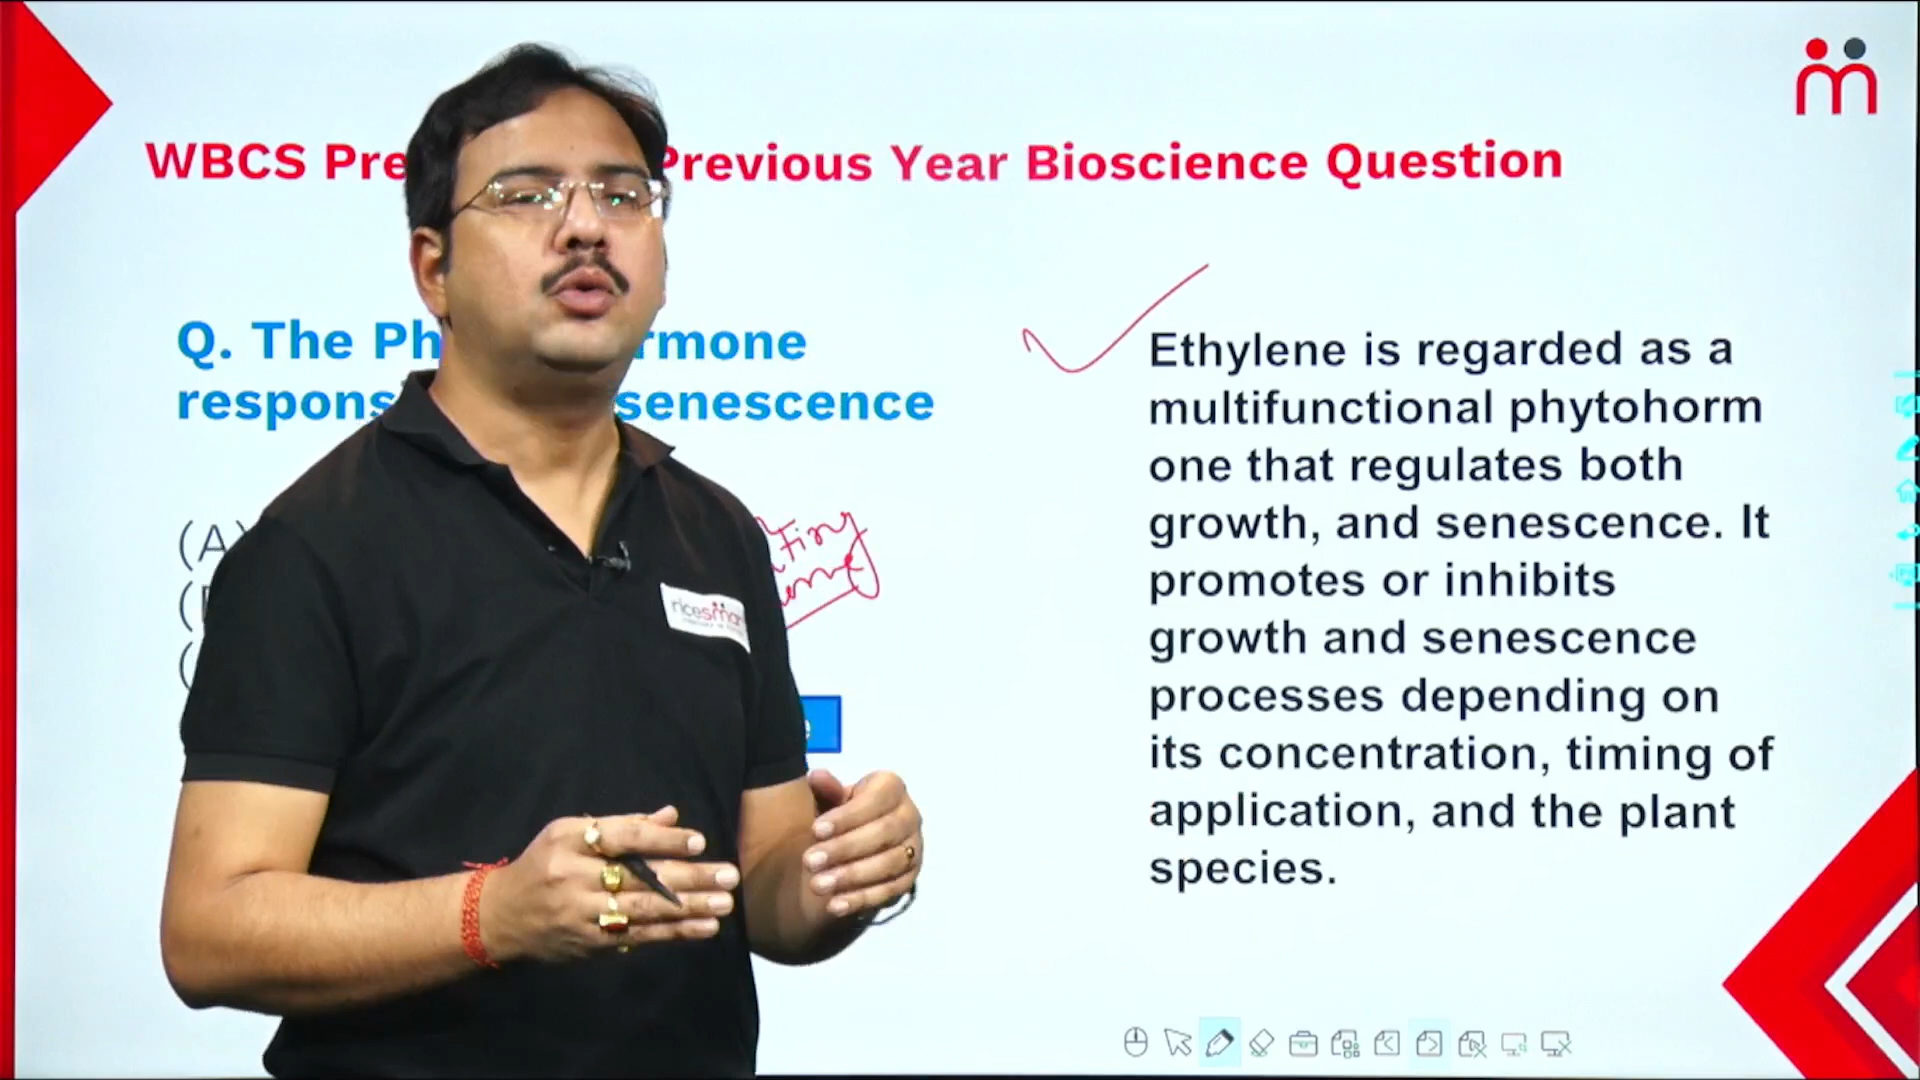 WBCS Pre Previous Year Bioscience Question
Q. The Ph rmone
respons senescence
(A)
(
(
Ethylene is regarded as a
multifunctional phytohorm
one that regulates both
growth, and senescence. It
promotes or inhibits
growth and senescence
processes depending on
its concentration, timing of
application, and the plant
species.
ricesmart